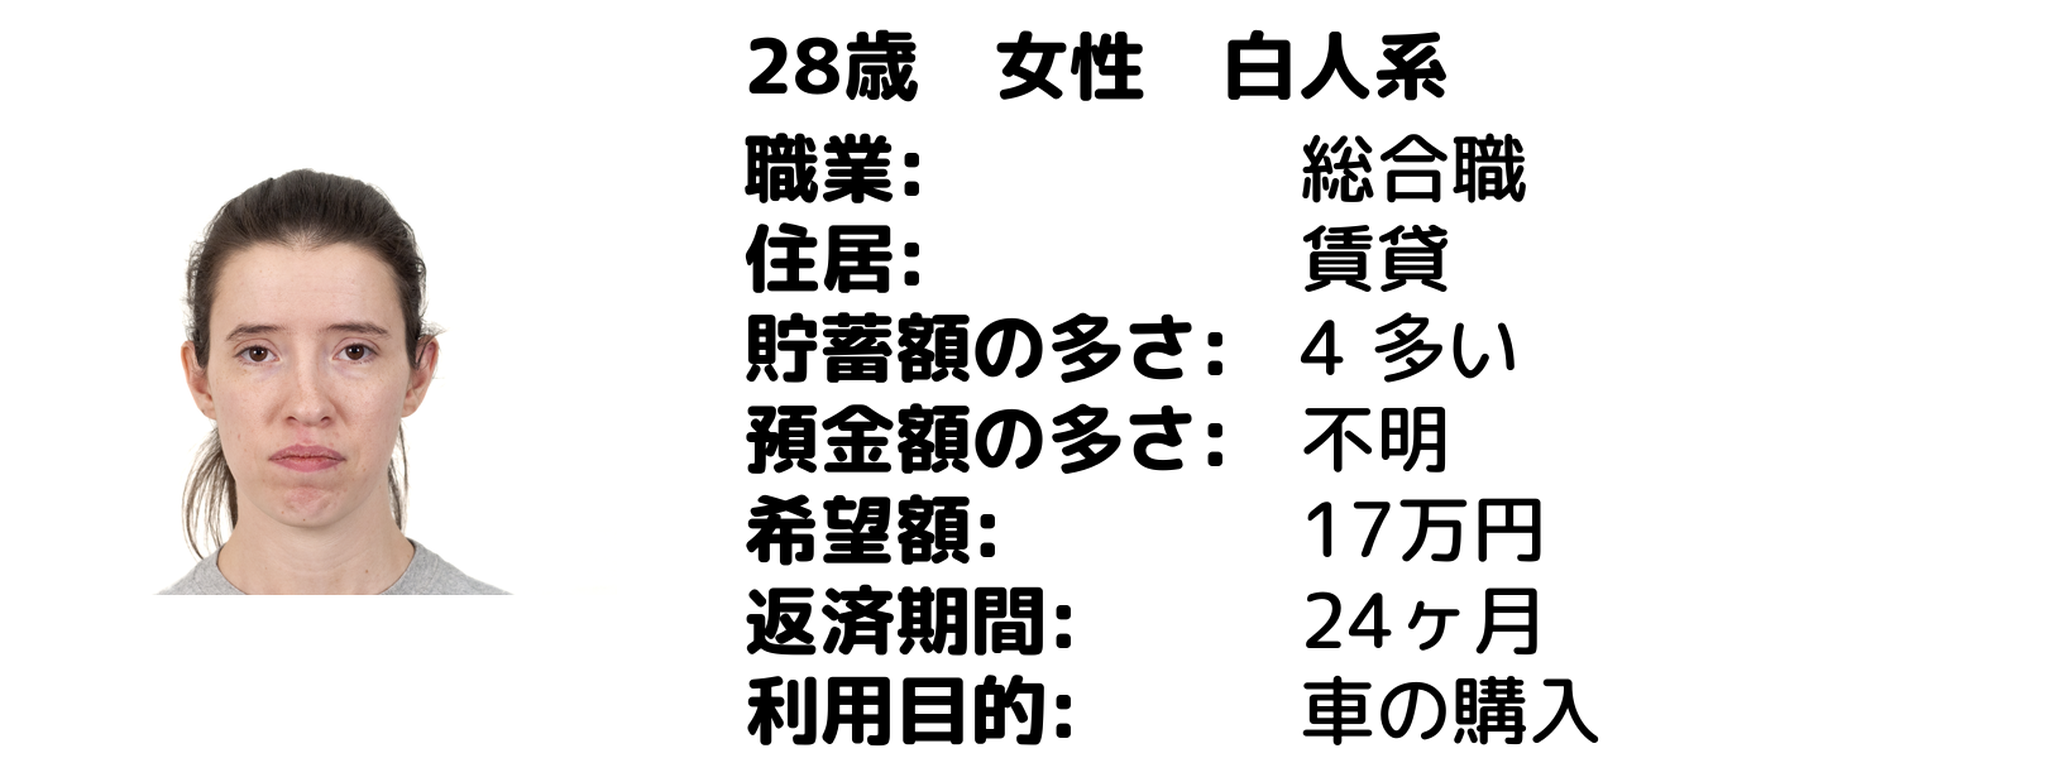 28歳　女性　白人系
職業: 総合職
住居: 賃貸
貯蓄額の多さ: 4 多い
預金額の多さ: 不明
希望額: 17万円
返済期間: 24ヶ月
利用目的: 車の購入